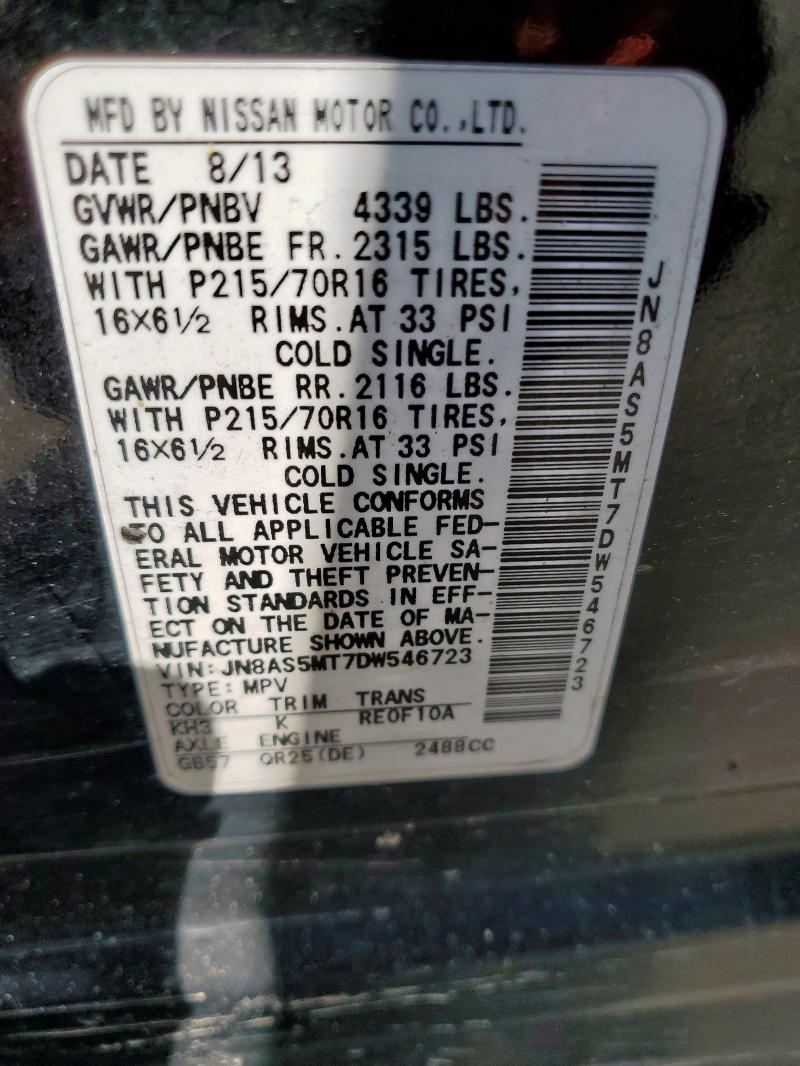 MFD BY NISSAN MOTOR CO.,LTD.
DATE 8/13
GVWR/PNBV 4339 LBS.
GAWR/PNBE FR. 2315 LBS.
WITH P215/70R16 TIRES,
16X6½ RIMS. AT 33 PSI
COLD SINGLE.
GAWR/PNBE RR. 2116 LBS.
WITH P215/70R16 TIRES,
16X6½ RIMS. AT 33 PSI
COLD SINGLE.
THIS VEHICLE CONFORMS
TO ALL APPLICABLE FED-
ERAL MOTOR VEHICLE SA-
FETY AND THEFT PREVEN-
TION STANDARDS IN EFF-
ECT ON THE DATE OF MA-
NUFACTURE SHOWN ABOVE.
VIN: JN8AS5MT7DW546723
TYPE: MPV
COLOR TRIM TRANS
KH3 K RE0F10A
AXLE ENGINE
GB57 QR25(DE) 2488CC
JN8AS5MT7DW546723